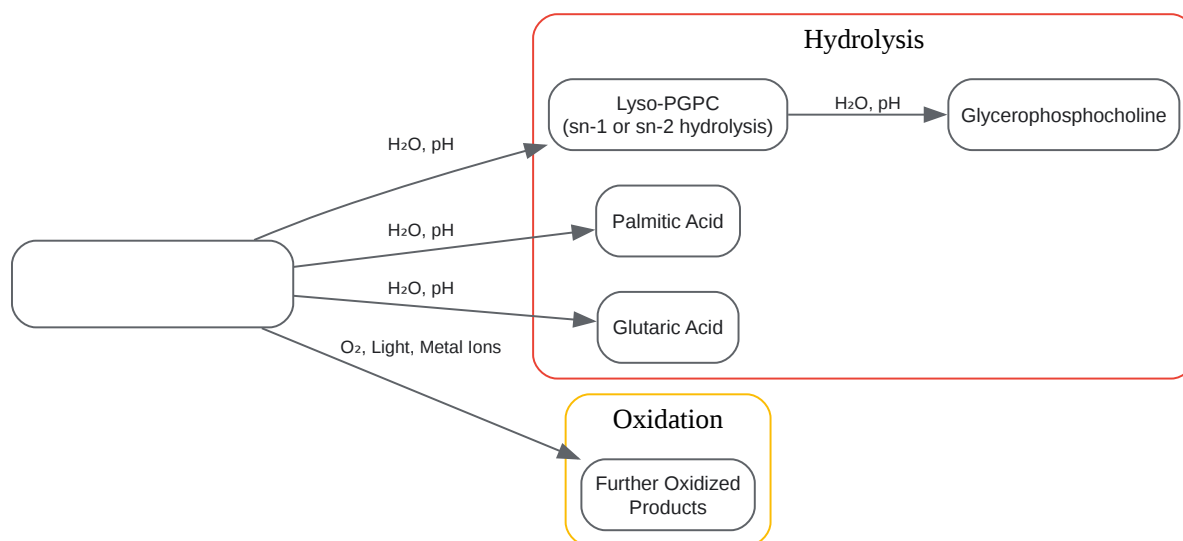 Hydrolysis
Lyso-PGPC
(sn-1 or sn-2 hydrolysis)
H₂O, pH
Glycerophosphocholine
H₂O, pH
Palmitic Acid
H₂O, pH
H₂O, pH
Glutaric Acid
O₂, Light, Metal Ions
Oxidation
Further Oxidized
Products